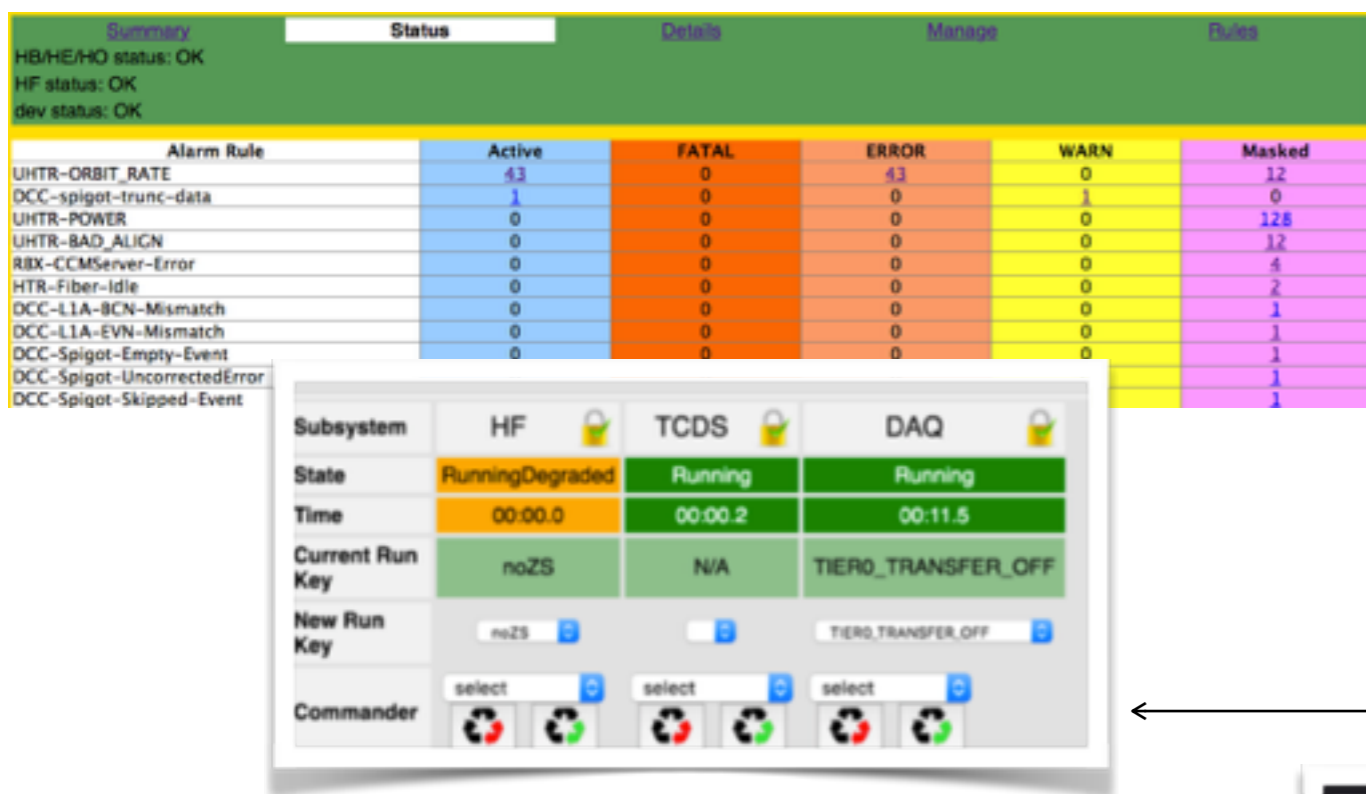 Summary Status Details Manage Rules
HB/HE/HO status: OK
HF status: OK
dev status: OK
Alarm Rule Active FATAL ERROR WARN Masked
UHTR-ORBIT_RATE 43 0 43 0 12
DCC-spigot-trunc-data 1 0 0 1 0
UHTR-POWER 0 0 0 0 128
UHTR-BAD_ALIGN 0 0 0 0 12
RBX-CCMServer-Error 0 0 0 0 4
HTR-Fiber-Idle 0 0 0 0 2
DCC-L1A-BCN-Mismatch 0 0 0 0 1
DCC-L1A-EVN-Mismatch 0 0 0 0 1
DCC-Spigot-Empty-Event 0 0 0 0 1
DCC-Spigot-UncorrectedError 1
DCC-Spigot-Skipped-Event 1
Subsystem HF TCDS DAQ
State RunningDegraded Running Running
Time 00:00.0 00:00.2 00:11.5
Current Run
Key noZS N/A TIER0_TRANSFER_OFF
New Run
Key noZS TIER0_TRANSFER_OFF
select select select
Commander